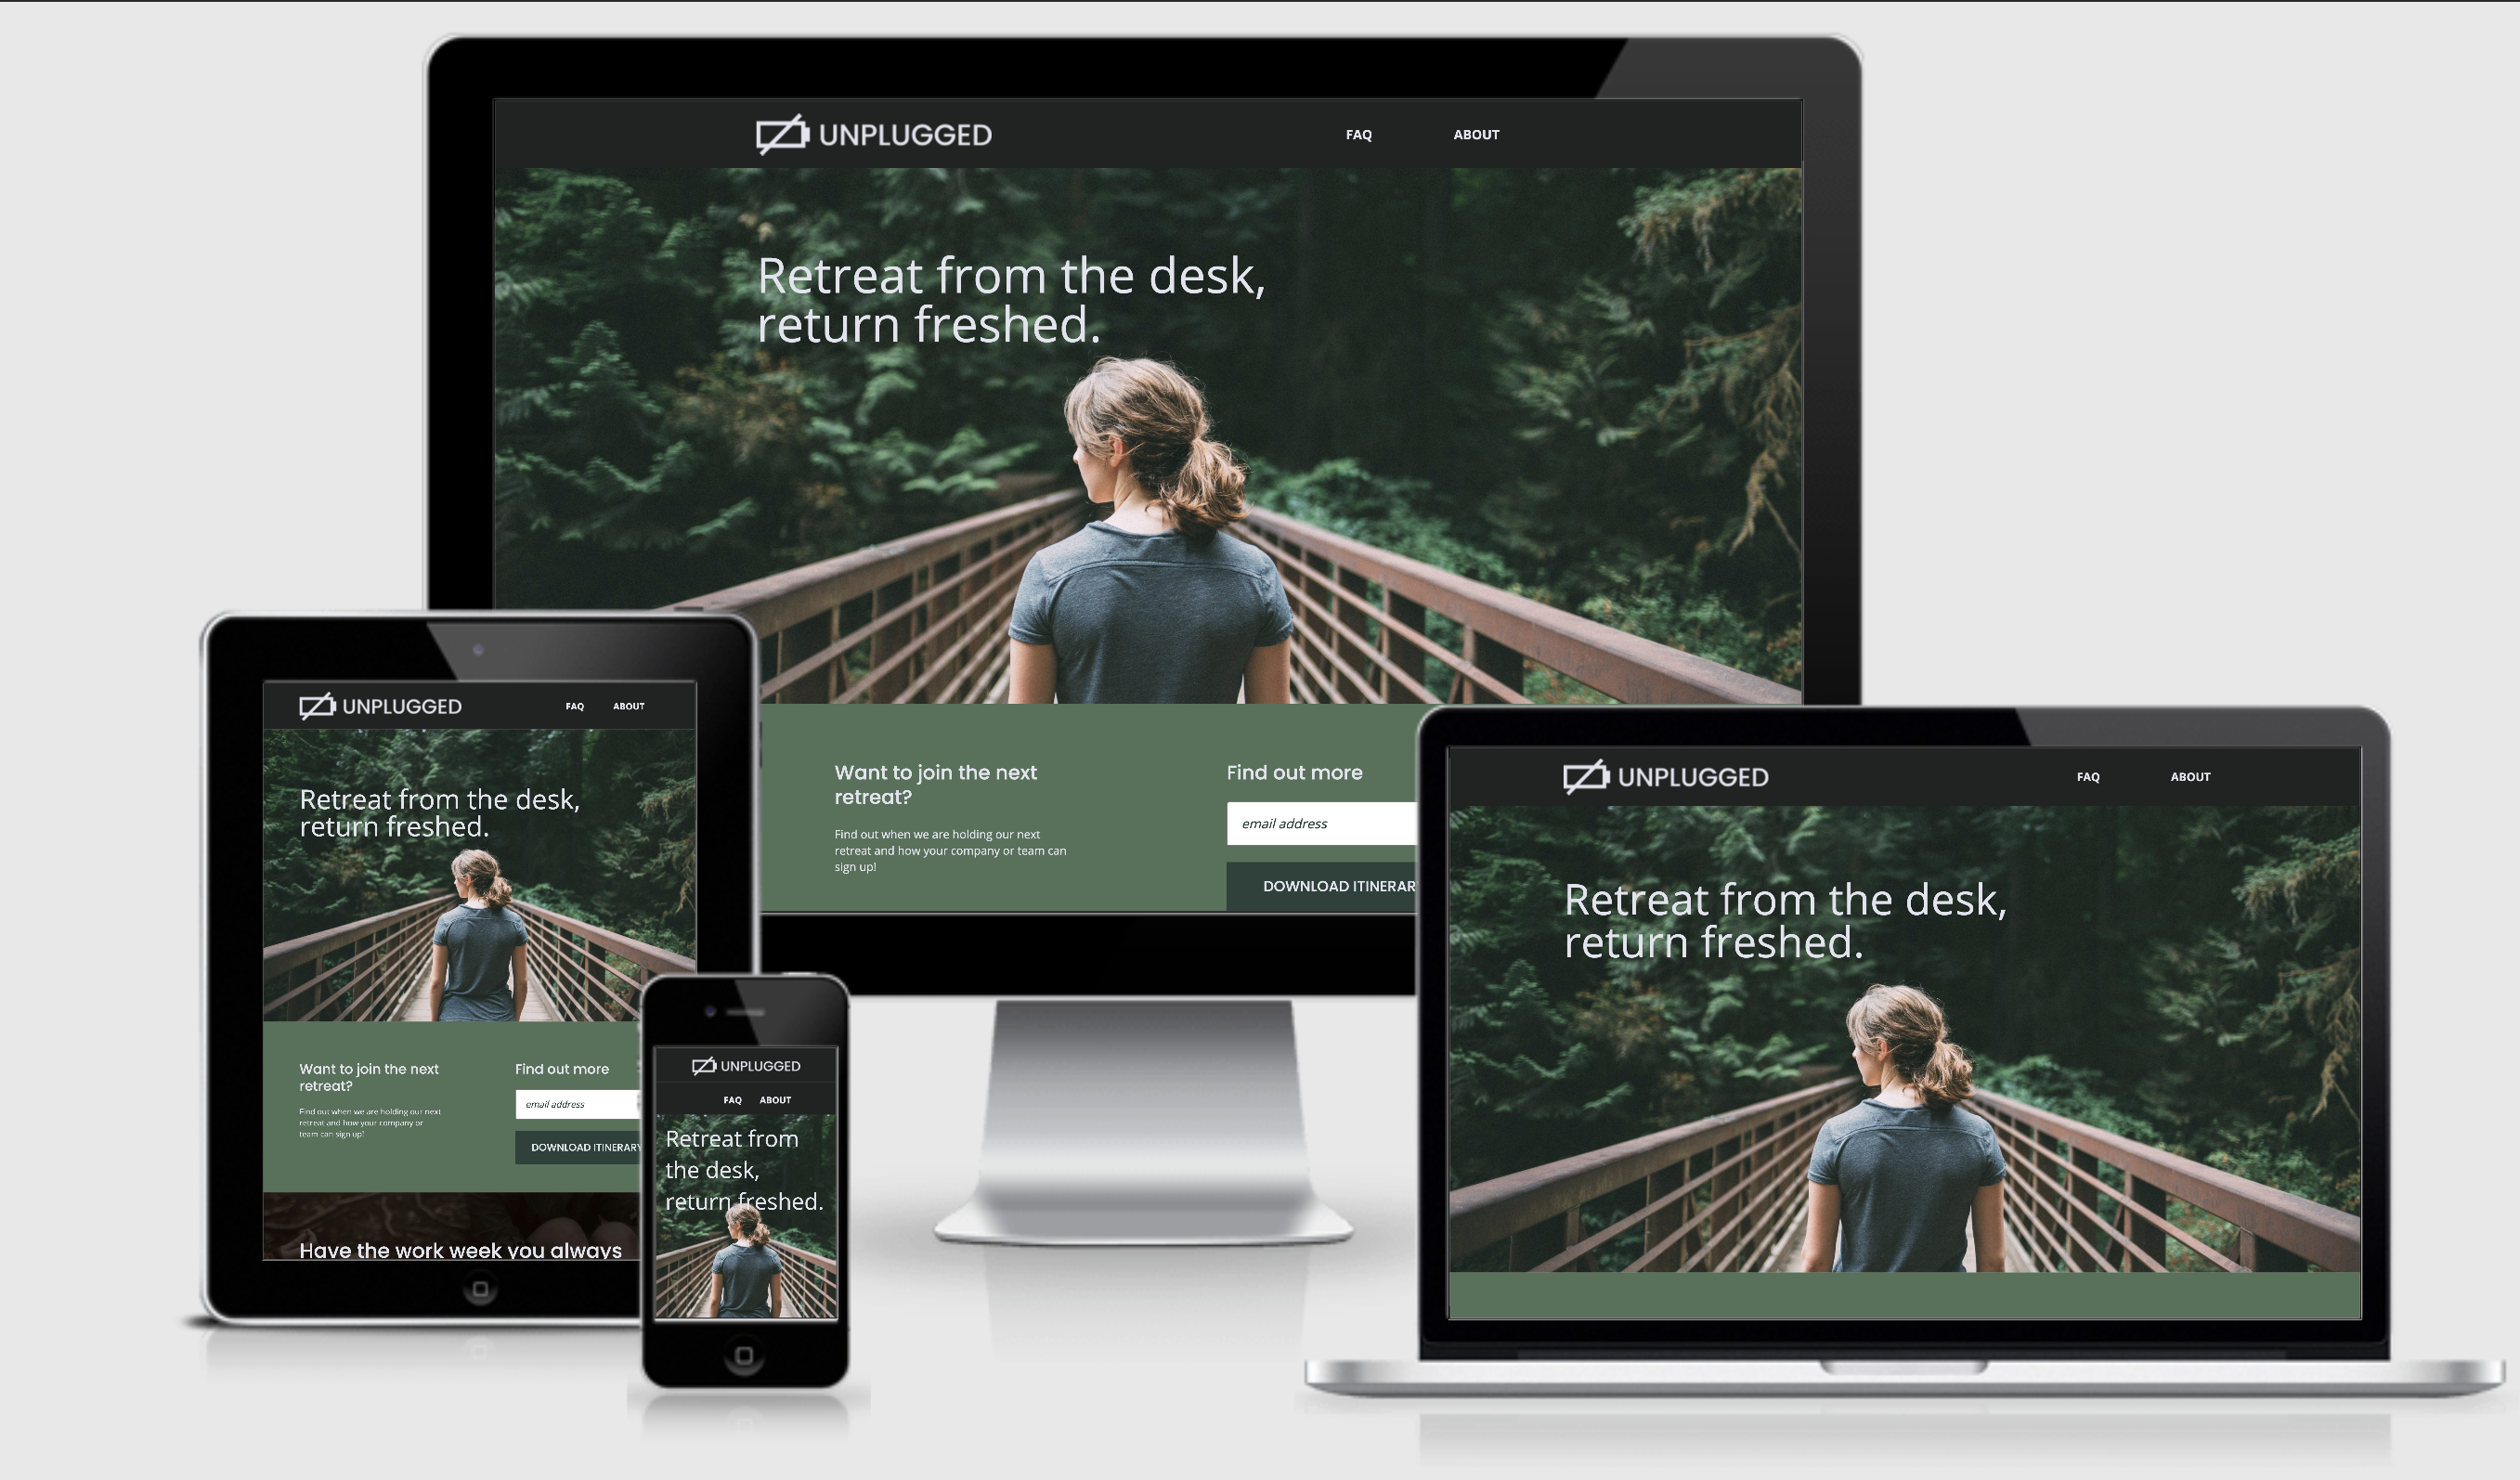 UNPLUGGED
FAQ ABOUT
Retreat from the desk,
return freshed.
Want to join the next
retreat?
Find out when we are holding our next
retreat and how your company or team can
sign up!
Find out more
email address
DOWNLOAD ITINERAR
UNPLUGGED
FAQ ABOUT
Retreat from the desk,
return freshed.
Want to join the next
retreat?
Find out when we are holding our next
retreat and how your company or
team can sign up!
Find out more
email address
DOWNLOAD ITINERARY
Have the work week you always
UNPLUGGED
FAQ ABOUT
Retreat from
the desk,
return freshed.
UNPLUGGED
FAQ ABOUT
Retreat from the desk,
return freshed.